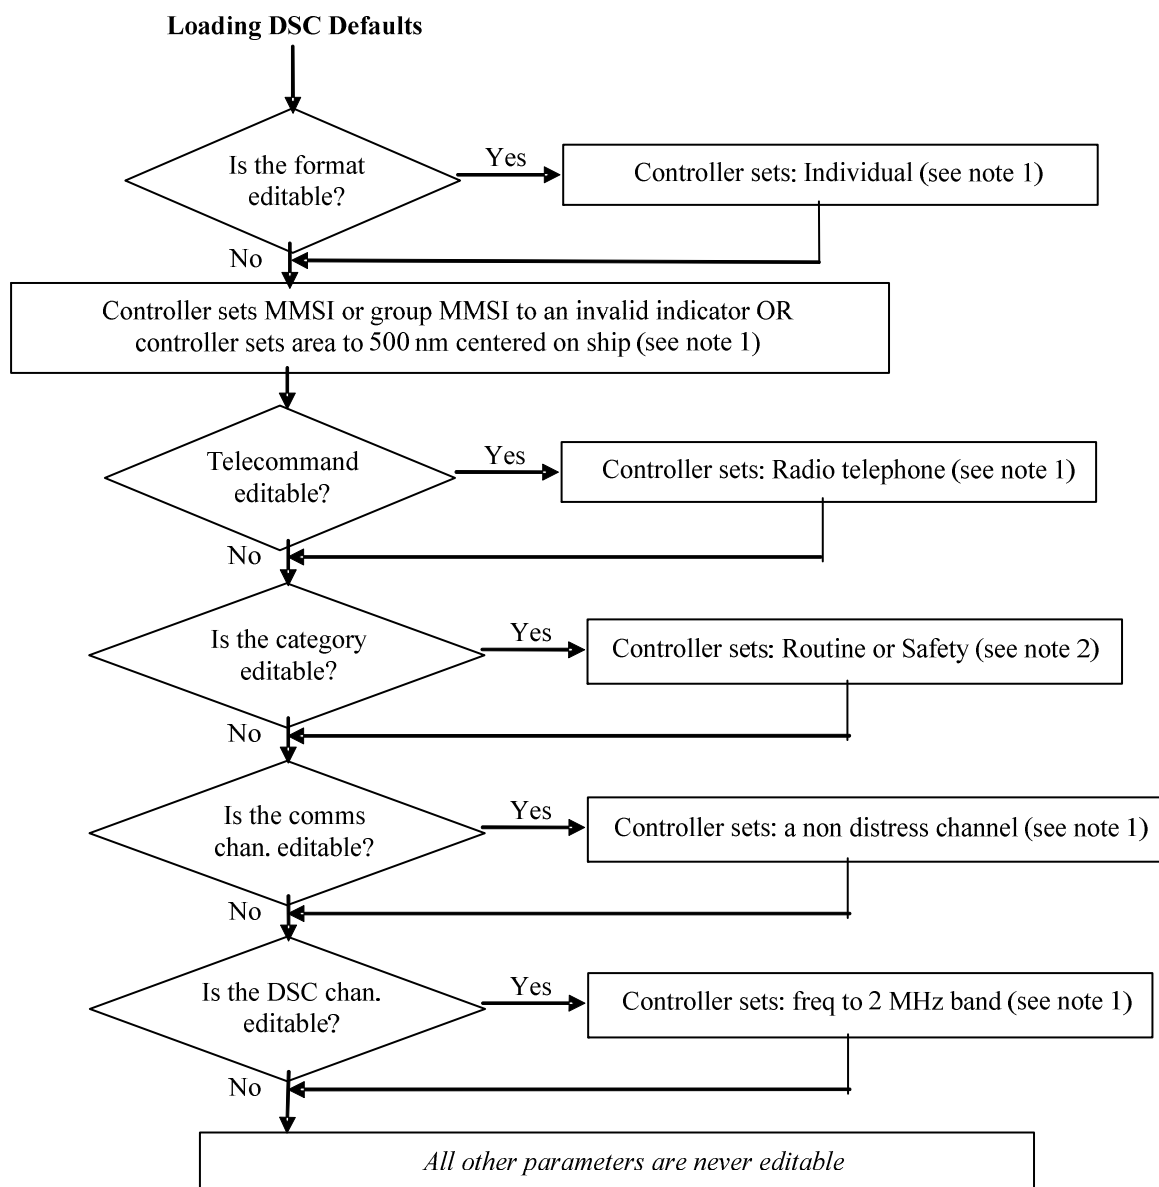 Loading DSC Defaults
Is the format
editable?
Yes
Controller sets: Individual (see note 1)
No
Controller sets MMSI or group MMSI to an invalid indicator OR
controller sets area to 500 nm centered on ship (see note 1)
Telecommand
editable?
Yes
Controller sets: Radio telephone (see note 1)
No
Is the category
editable?
Yes
Controller sets: Routine or Safety (see note 2)
No
Is the comms
chan. editable?
Yes
Controller sets: a non distress channel (see note 1)
No
Is the DSC chan.
editable?
Yes
Controller sets: freq to 2 MHz band (see note 1)
No
All other parameters are never editable